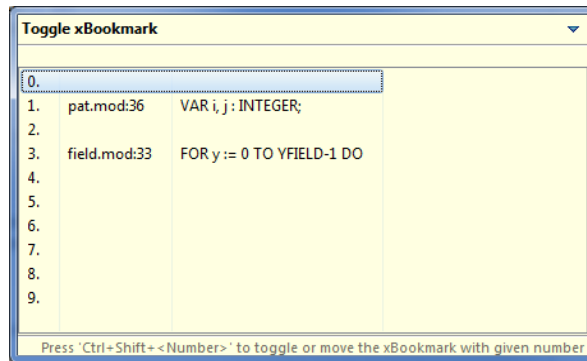 Toggle xBookmark
0.
1. pat.mod:36 VAR i, j : INTEGER;
2.
3. field.mod:33 FOR y := 0 TO YFIELD-1 DO
4.
5.
6.
7.
8.
9.
Press 'Ctrl+Shift+<Number>' to toggle or move the xBookmark with given number